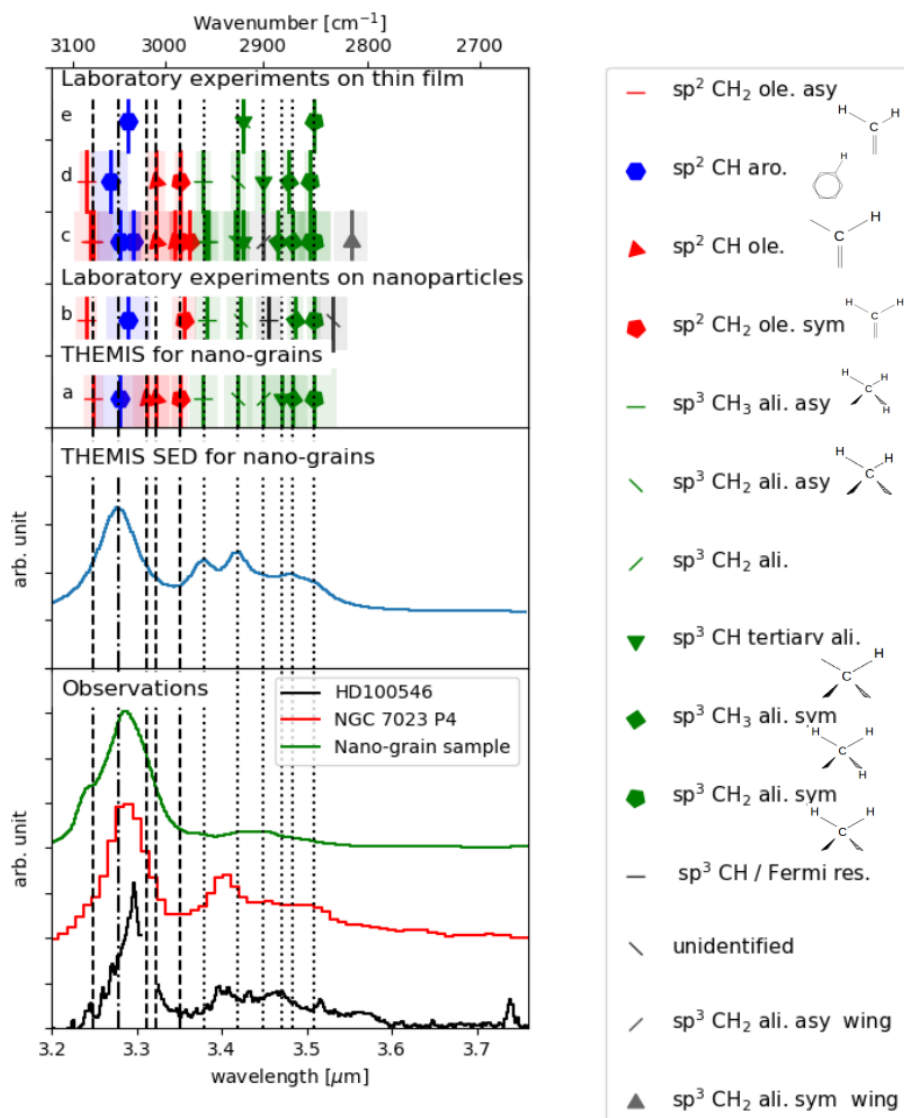 Wavenumber [cm⁻¹]
3100 3000 2900 2800 2700
Laboratory experiments on thin film
e
d
c
Laboratory experiments on nanoparticles
b
THEMIS for nano-grains
a
THEMIS SED for nano-grains
arb. unit
Observations
HD100546
NGC 7023 P4
Nano-grain sample
arb. unit
3.2 3.3 3.4 3.5 3.6 3.7
wavelength [μm]
sp² CH₂ ole. asy
H H
C
sp² CH aro.
H
sp² CH ole.
H
C
sp² CH₂ ole. sym
H H
C
sp³ CH₃ ali. asy
H H
C
H
sp³ CH₂ ali. asy
H H
C
sp³ CH₂ ali.
sp³ CH tertiarv ali.
H
C
sp³ CH₃ ali. sym
H H
C
H
sp³ CH₂ ali. sym
H H
C
sp³ CH / Fermi res.
unidentified
sp³ CH₂ ali. asy wing
sp³ CH₂ ali. sym wing